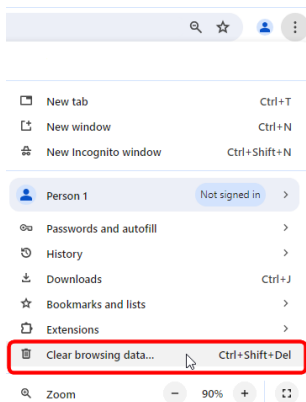 New tab Ctrl+T
New window Ctrl+N
New Incognito window Ctrl+Shift+N
Person 1 Not signed in
Passwords and autofill
History
Downloads Ctrl+J
Bookmarks and lists
Extensions
Clear browsing data... Ctrl+Shift+Del
Zoom − 90% +